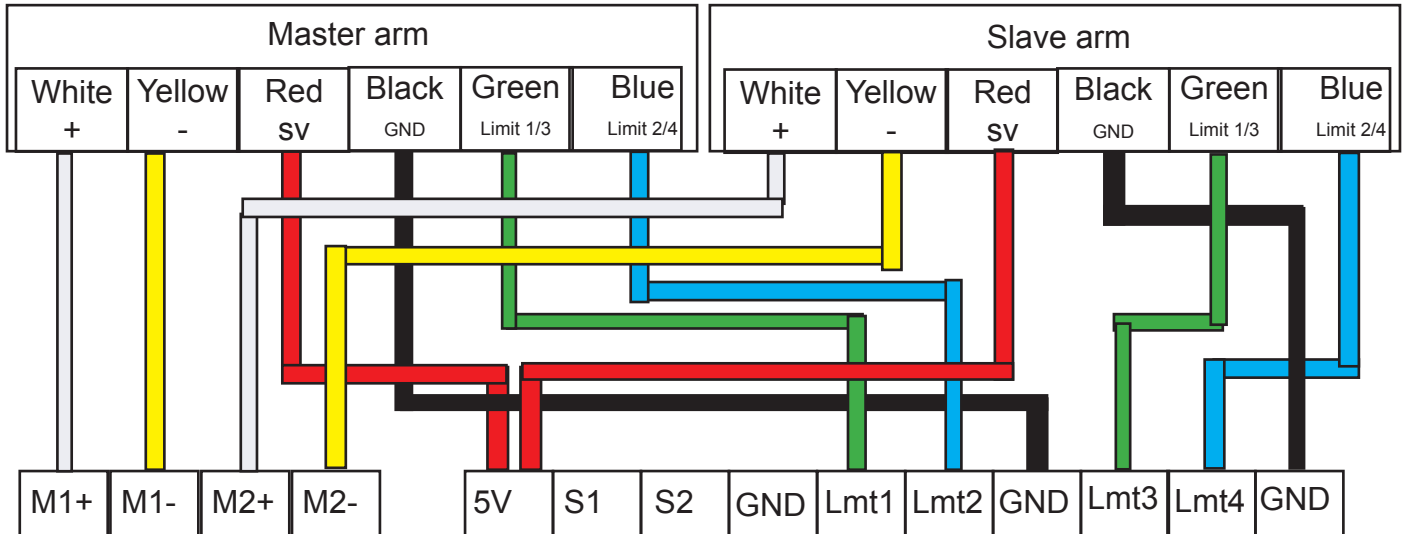 Master arm
Slave arm
White Yellow Red Black Green Blue
+ - sv GND Limit 1/3 Limit 2/4
White Yellow Red Black Green Blue
+ - sv GND Limit 1/3 Limit 2/4
M1+ M1- M2+ M2- 5V S1 S2 GND Lmt1 Lmt2 GND Lmt3 Lmt4 GND